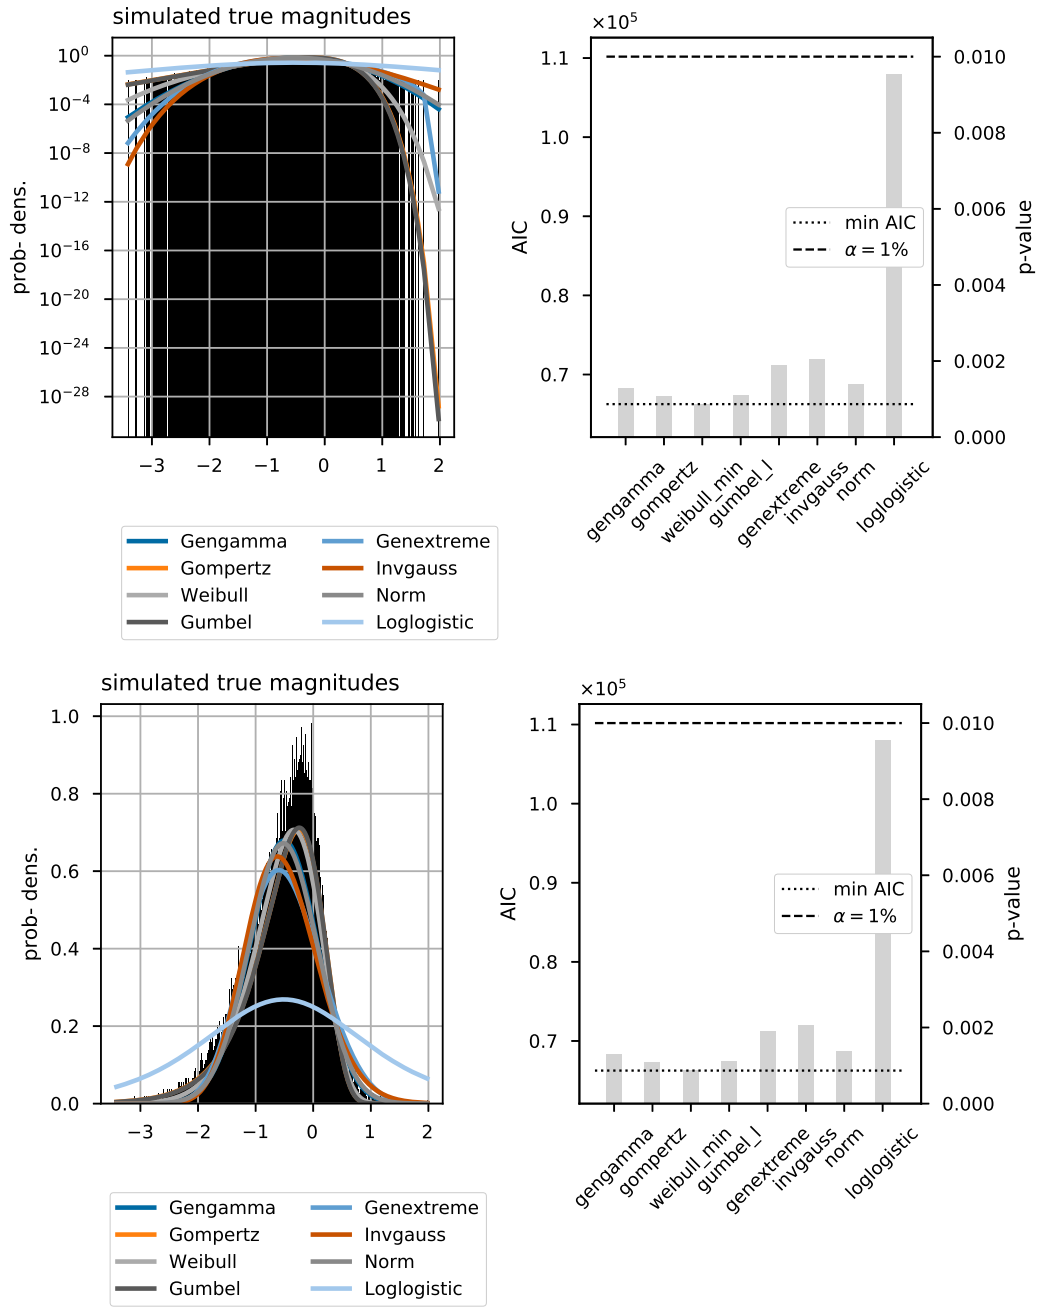 simulated true magnitudes
prob- dens.
10⁰
10⁻⁴
10⁻⁸
10⁻¹²
10⁻¹⁶
10⁻²⁰
10⁻²⁴
10⁻²⁸
−3 −2 −1 0 1 2
Gengamma
Gompertz
Weibull
Gumbel
Genextreme
Invgauss
Norm
Loglogistic
×10⁵
AIC
1.1
1.0
0.9
0.8
0.7
min AIC
α = 1%
p-value
0.010
0.008
0.006
0.004
0.002
0.000
gengamma
gompertz
weibull_min
gumbel_l
genextreme
invgauss
norm
loglogistic
simulated true magnitudes
prob- dens.
1.0
0.8
0.6
0.4
0.2
0.0
−3 −2 −1 0 1 2
Gengamma
Gompertz
Weibull
Gumbel
Genextreme
Invgauss
Norm
Loglogistic
×10⁵
AIC
1.1
1.0
0.9
0.8
0.7
min AIC
α = 1%
p-value
0.010
0.008
0.006
0.004
0.002
0.000
gengamma
gompertz
weibull_min
gumbel_l
genextreme
invgauss
norm
loglogistic